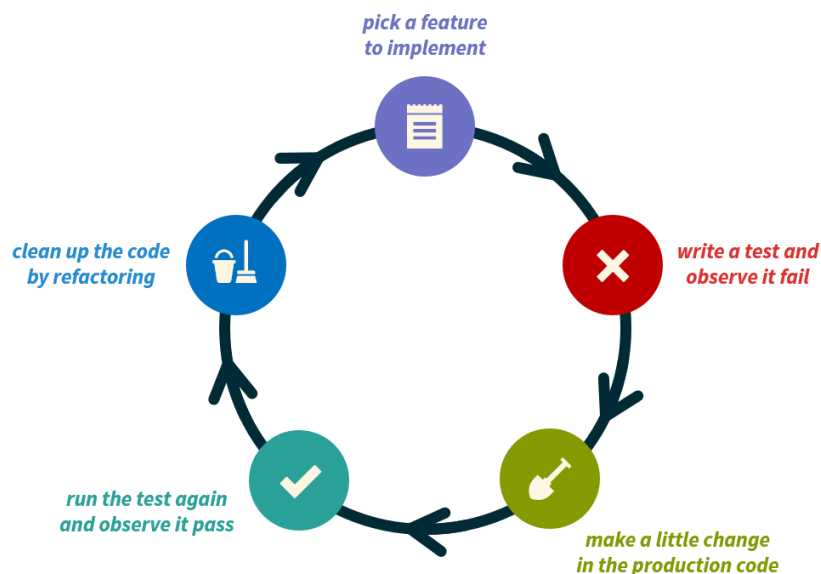 pick a feature
to implement
write a test and
observe it fail
make a little change
in the production code
run the test again
and observe it pass
clean up the code
by refactoring